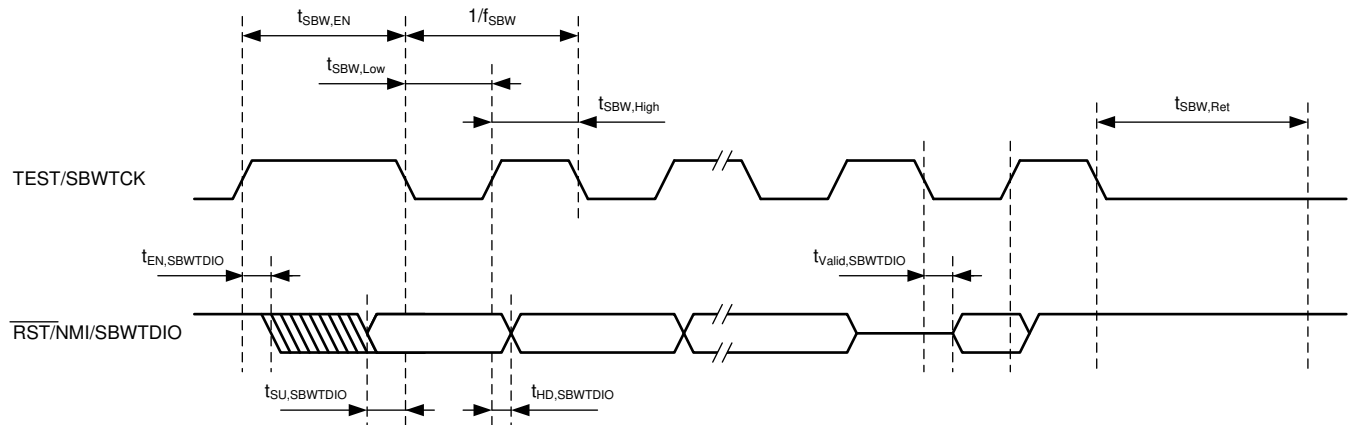 tSBW,EN
1/fSBW
tSBW,Low
tSBW,High
tSBW,Ret
TEST/SBWTCK
tEN,SBWTDIO
tValid,SBWTDIO
RST/NMI/SBWTDIO
tSU,SBWTDIO
tHD,SBWTDIO